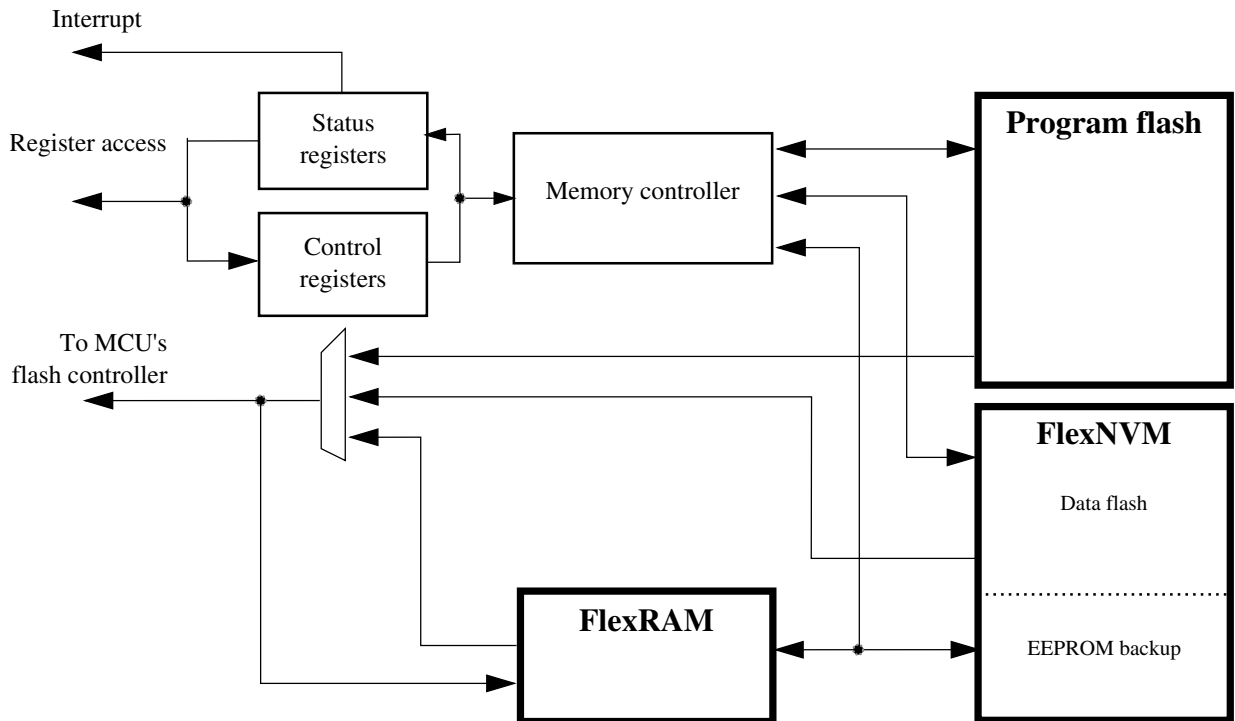 Interrupt
Register access
Status
registers
Control
registers
Memory controller
Program flash
To MCU's
flash controller
FlexNVM
Data flash
EEPROM backup
FlexRAM